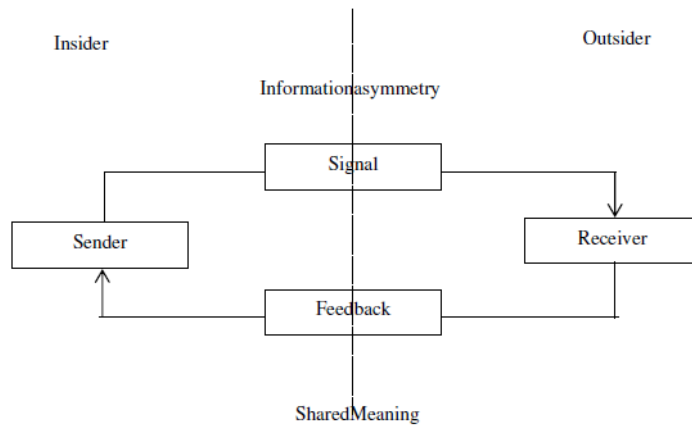 Insider
Outsider
Informationasymmetry
Signal
Sender
Receiver
Feedback
SharedMeaning